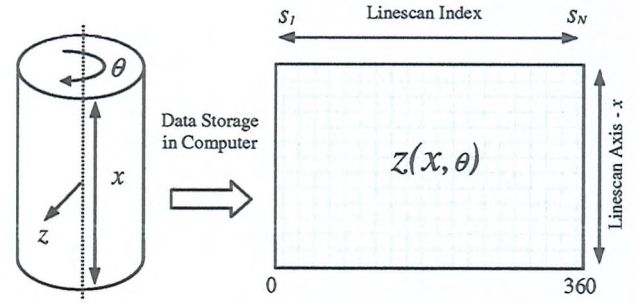 S1 Linescan Index SN
θ
x
z
Data Storage
in Computer
z(x, θ)
Linescan Axis - x
0 360